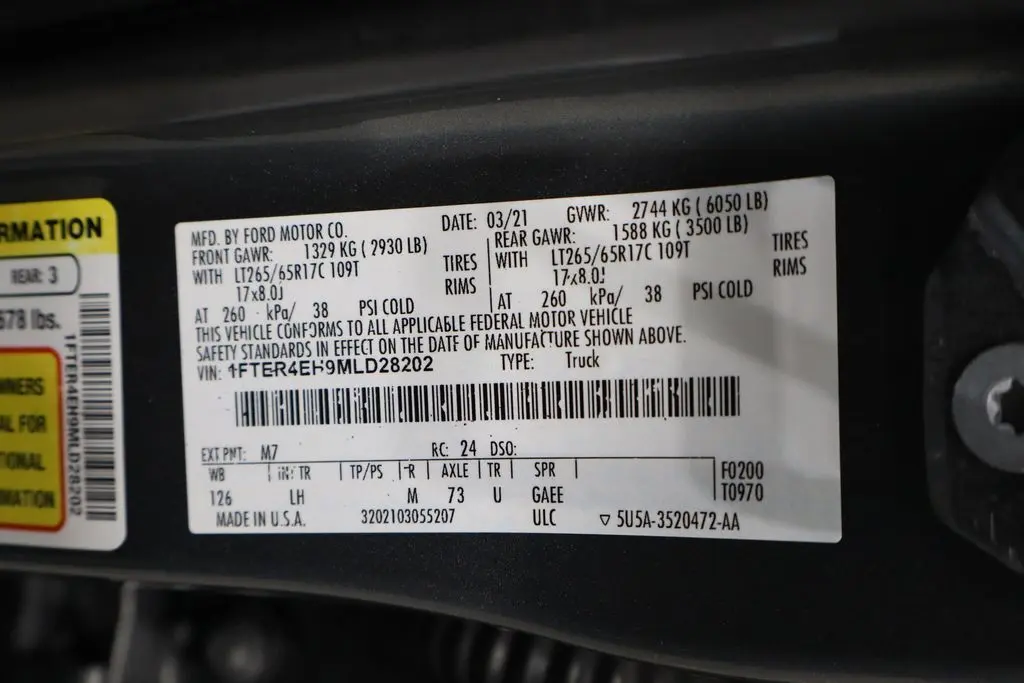 RMATION
REAR: 3
678 lbs.
1FTER4EH9MLD28202
WNERS
AL FOR
TIONAL
RMATION
MFD. BY FORD MOTOR CO.
DATE: 03/21 GVWR: 2744 KG ( 6050 LB)
FRONT GAWR: 1329 KG ( 2930 LB)
WITH LT265/65R17C 109T TIRES
17x8.0J RIMS
AT 260 kPa/ 38 PSI COLD
REAR GAWR: 1588 KG ( 3500 LB)
WITH LT265/65R17C 109T TIRES
17x8.0J RIMS
AT 260 kPa/ 38 PSI COLD
THIS VEHICLE CONFORMS TO ALL APPLICABLE FEDERAL MOTOR VEHICLE
SAFETY STANDARDS IN EFFECT ON THE DATE OF MANUFACTURE SHOWN ABOVE.
VIN: 1FTER4EH9MLD28202 TYPE: Truck
EXT PNT: M7 RC: 24 DSO:
WB INT TR TP/PS R AXLE TR SPR F0200
126 LH M 73 U GAEE T0970
MADE IN U.S.A. 3202103055207 ULC ▽ 5U5A-3520472-AA